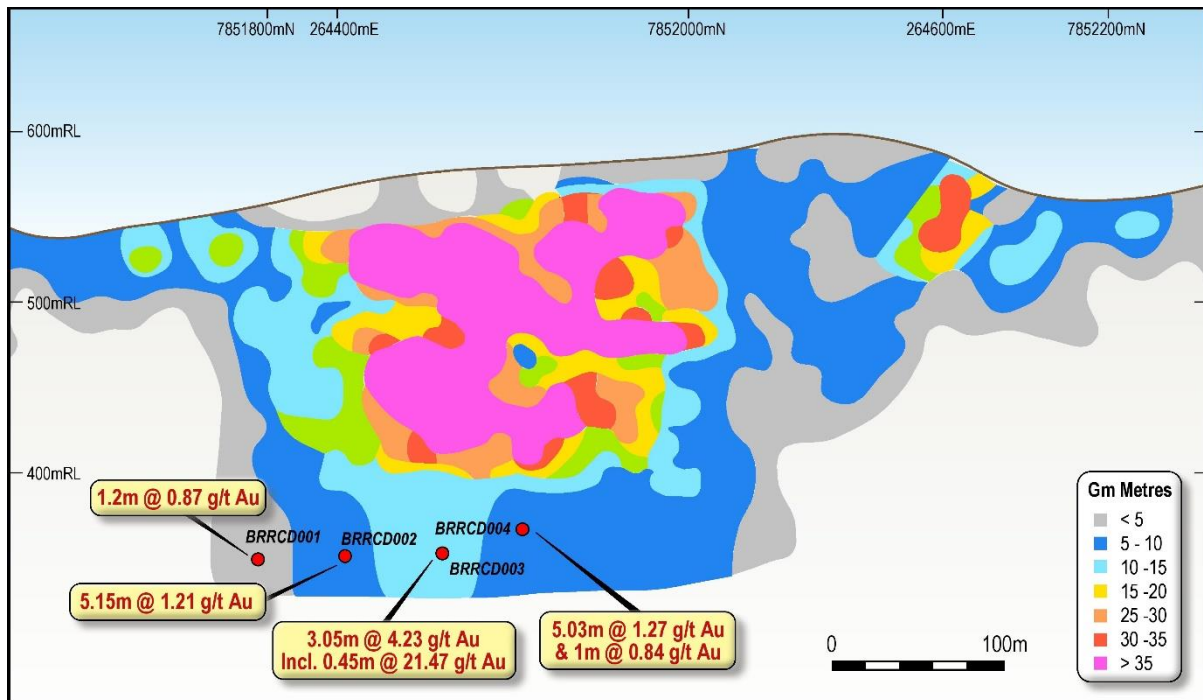 7851800mN
264400mE
7852000mN
264600mE
7852200mN
600mRL
500mRL
400mRL
1.2m @ 0.87 g/t Au
BRRCD001
BRRCD002
BRRCD004
BRRCD003
5.15m @ 1.21 g/t Au
3.05m @ 4.23 g/t Au
Incl. 0.45m @ 21.47 g/t Au
5.03m @ 1.27 g/t Au
& 1m @ 0.84 g/t Au
0
100m
Gm Metres
< 5
5 - 10
10 -15
15 -20
25 -30
30 -35
> 35